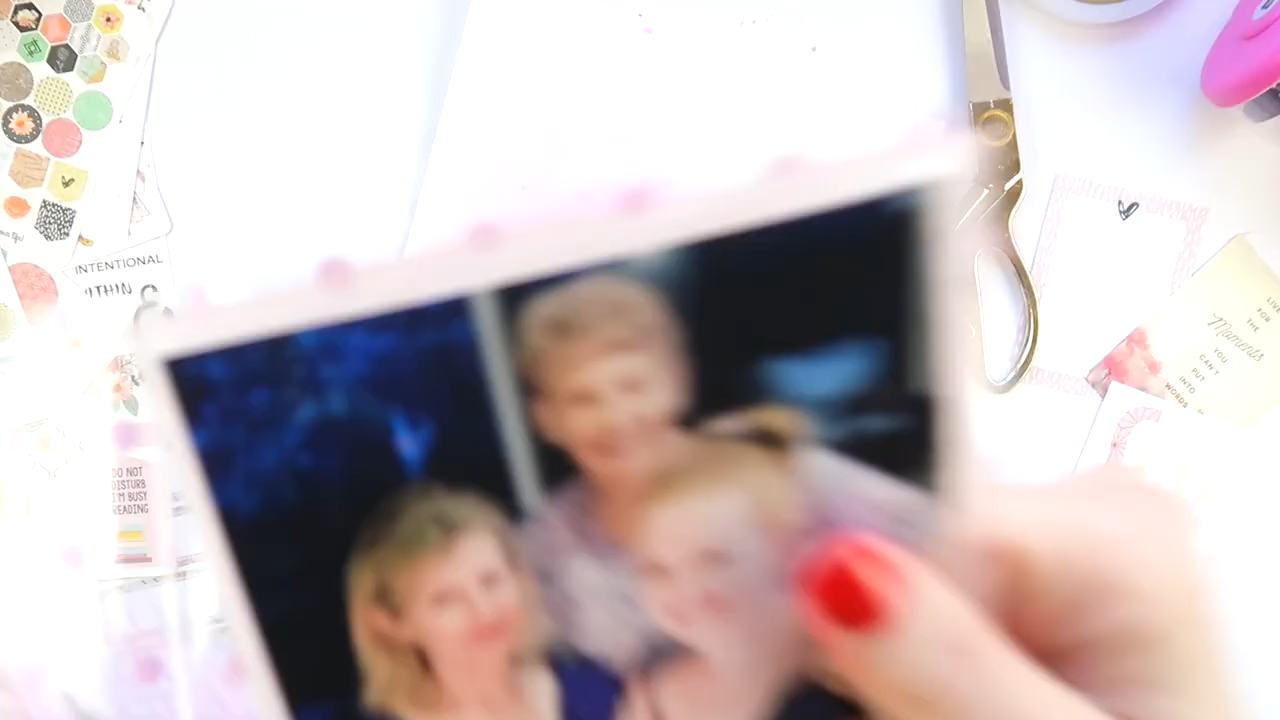 INTENTIONAL
DO NOT
DISTURB
I'M BUSY
READING
LIVE
FOR
THE
Moments
YOU
CAN'T
PUT
INTO
WORDS